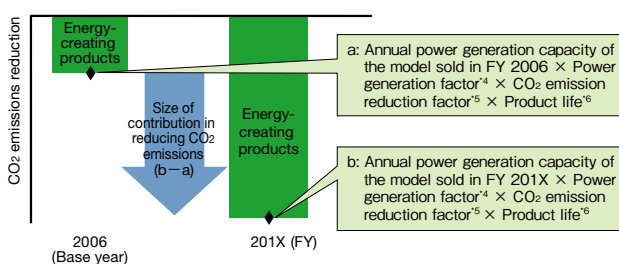 CO2 emissions reduction
Energy-
creating
products
Size of
contribution in
reducing CO2
emissions
(b－a)
Energy-
creating
products
a: Annual power generation capacity of
the model sold in FY 2006 × Power
generation factor*4 × CO2 emission
reduction factor*5 × Product life*6
b: Annual power generation capacity of
the model sold in FY 201X × Power
generation factor*4 × CO2 emission
reduction factor*5 × Product life*6
2006
(Base year)
201X (FY)